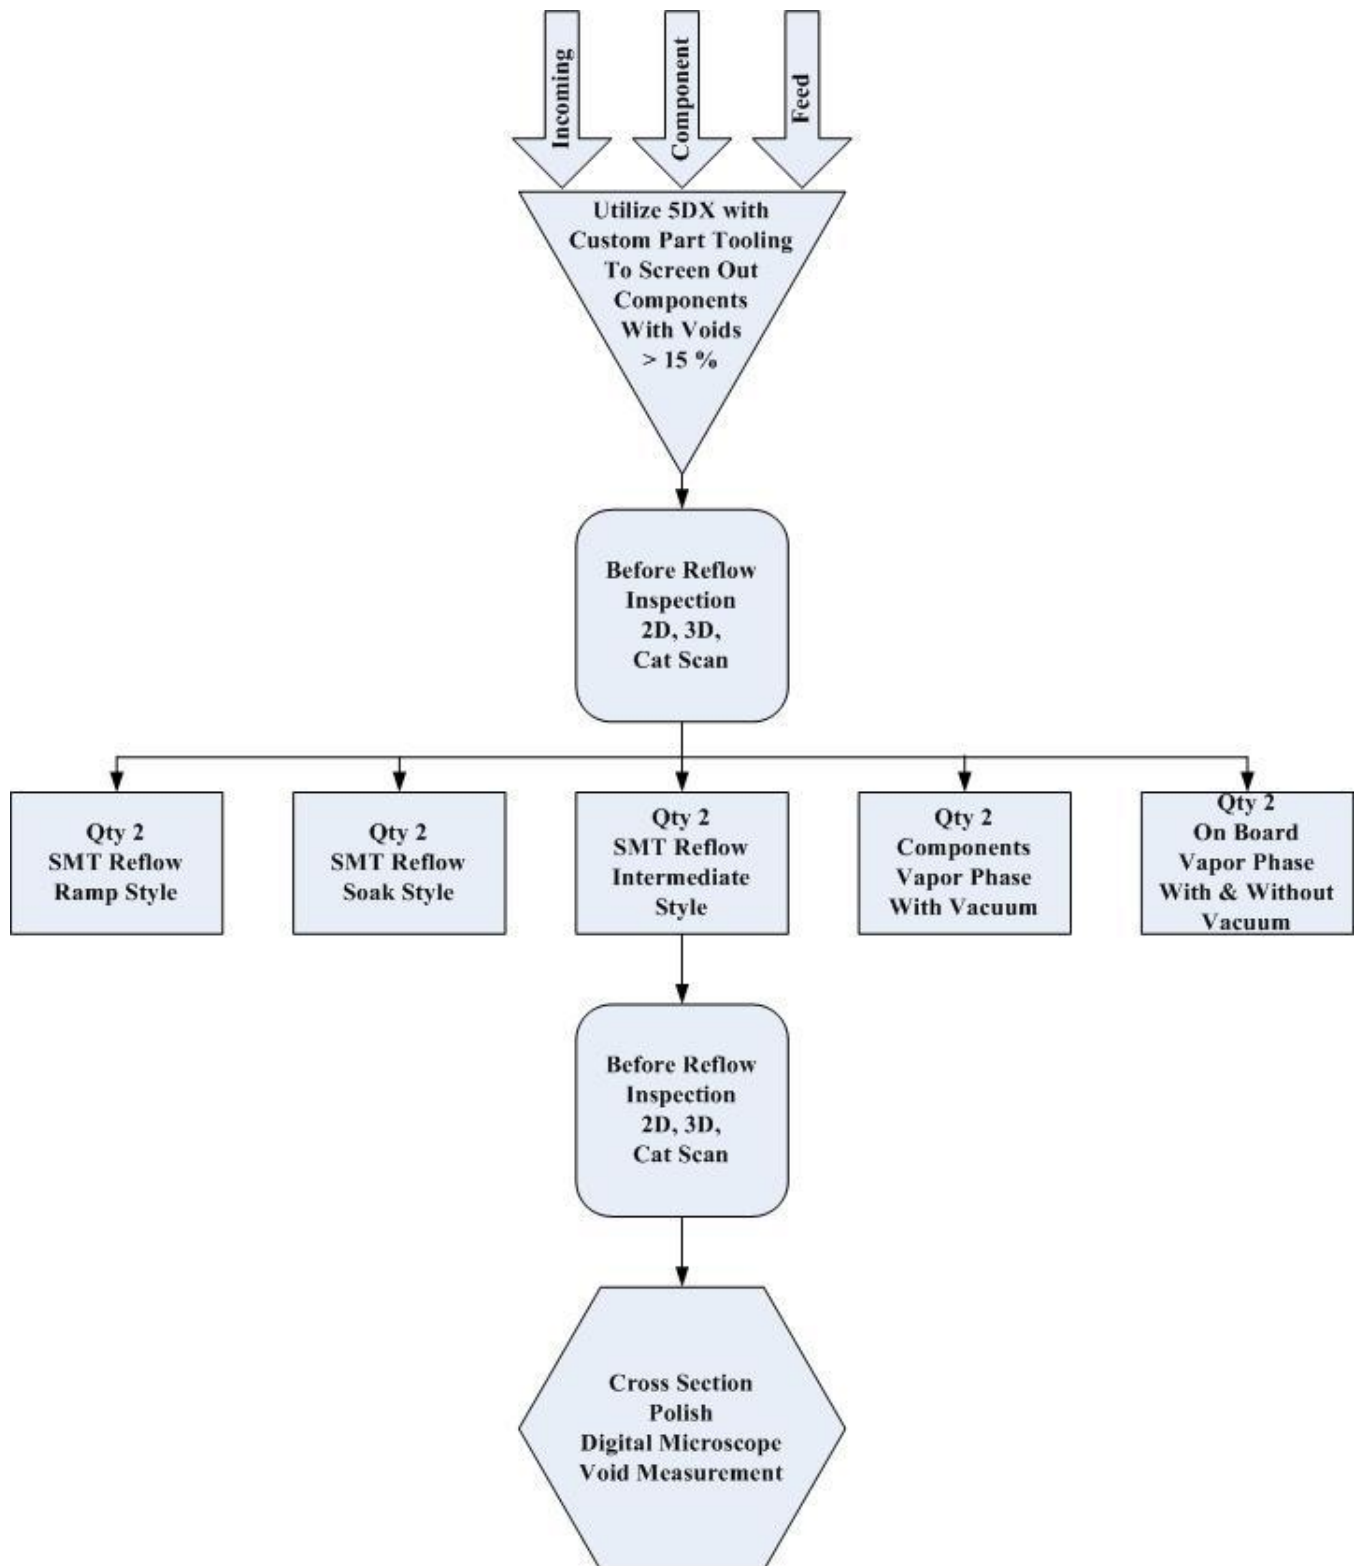 Incoming
Component
Feed
Utilize 5DX with
Custom Part Tooling
To Screen Out
Components
With Voids
> 15 %
Before Reflow
Inspection
2D, 3D,
Cat Scan
Qty 2
SMT Reflow
Ramp Style
Qty 2
SMT Reflow
Soak Style
Qty 2
SMT Reflow
Intermediate
Style
Qty 2
Components
Vapor Phase
With Vacuum
Qty 2
On Board
Vapor Phase
With & Without
Vacuum
Before Reflow
Inspection
2D, 3D,
Cat Scan
Cross Section
Polish
Digital Microscope
Void Measurement